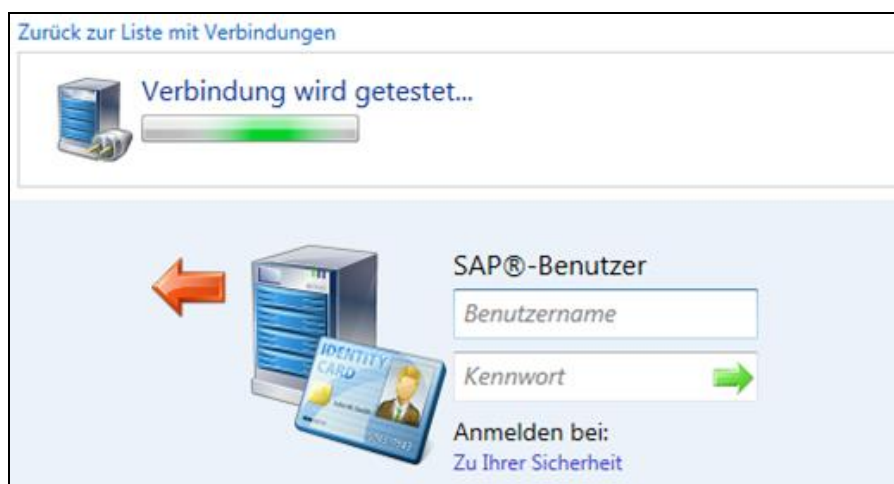 Zurück zur Liste mit Verbindungen
Verbindung wird getestet...
SAP®-Benutzer
Benutzername
IDENTITY
CARD
Kennwort
Anmelden bei:
Zu Ihrer Sicherheit